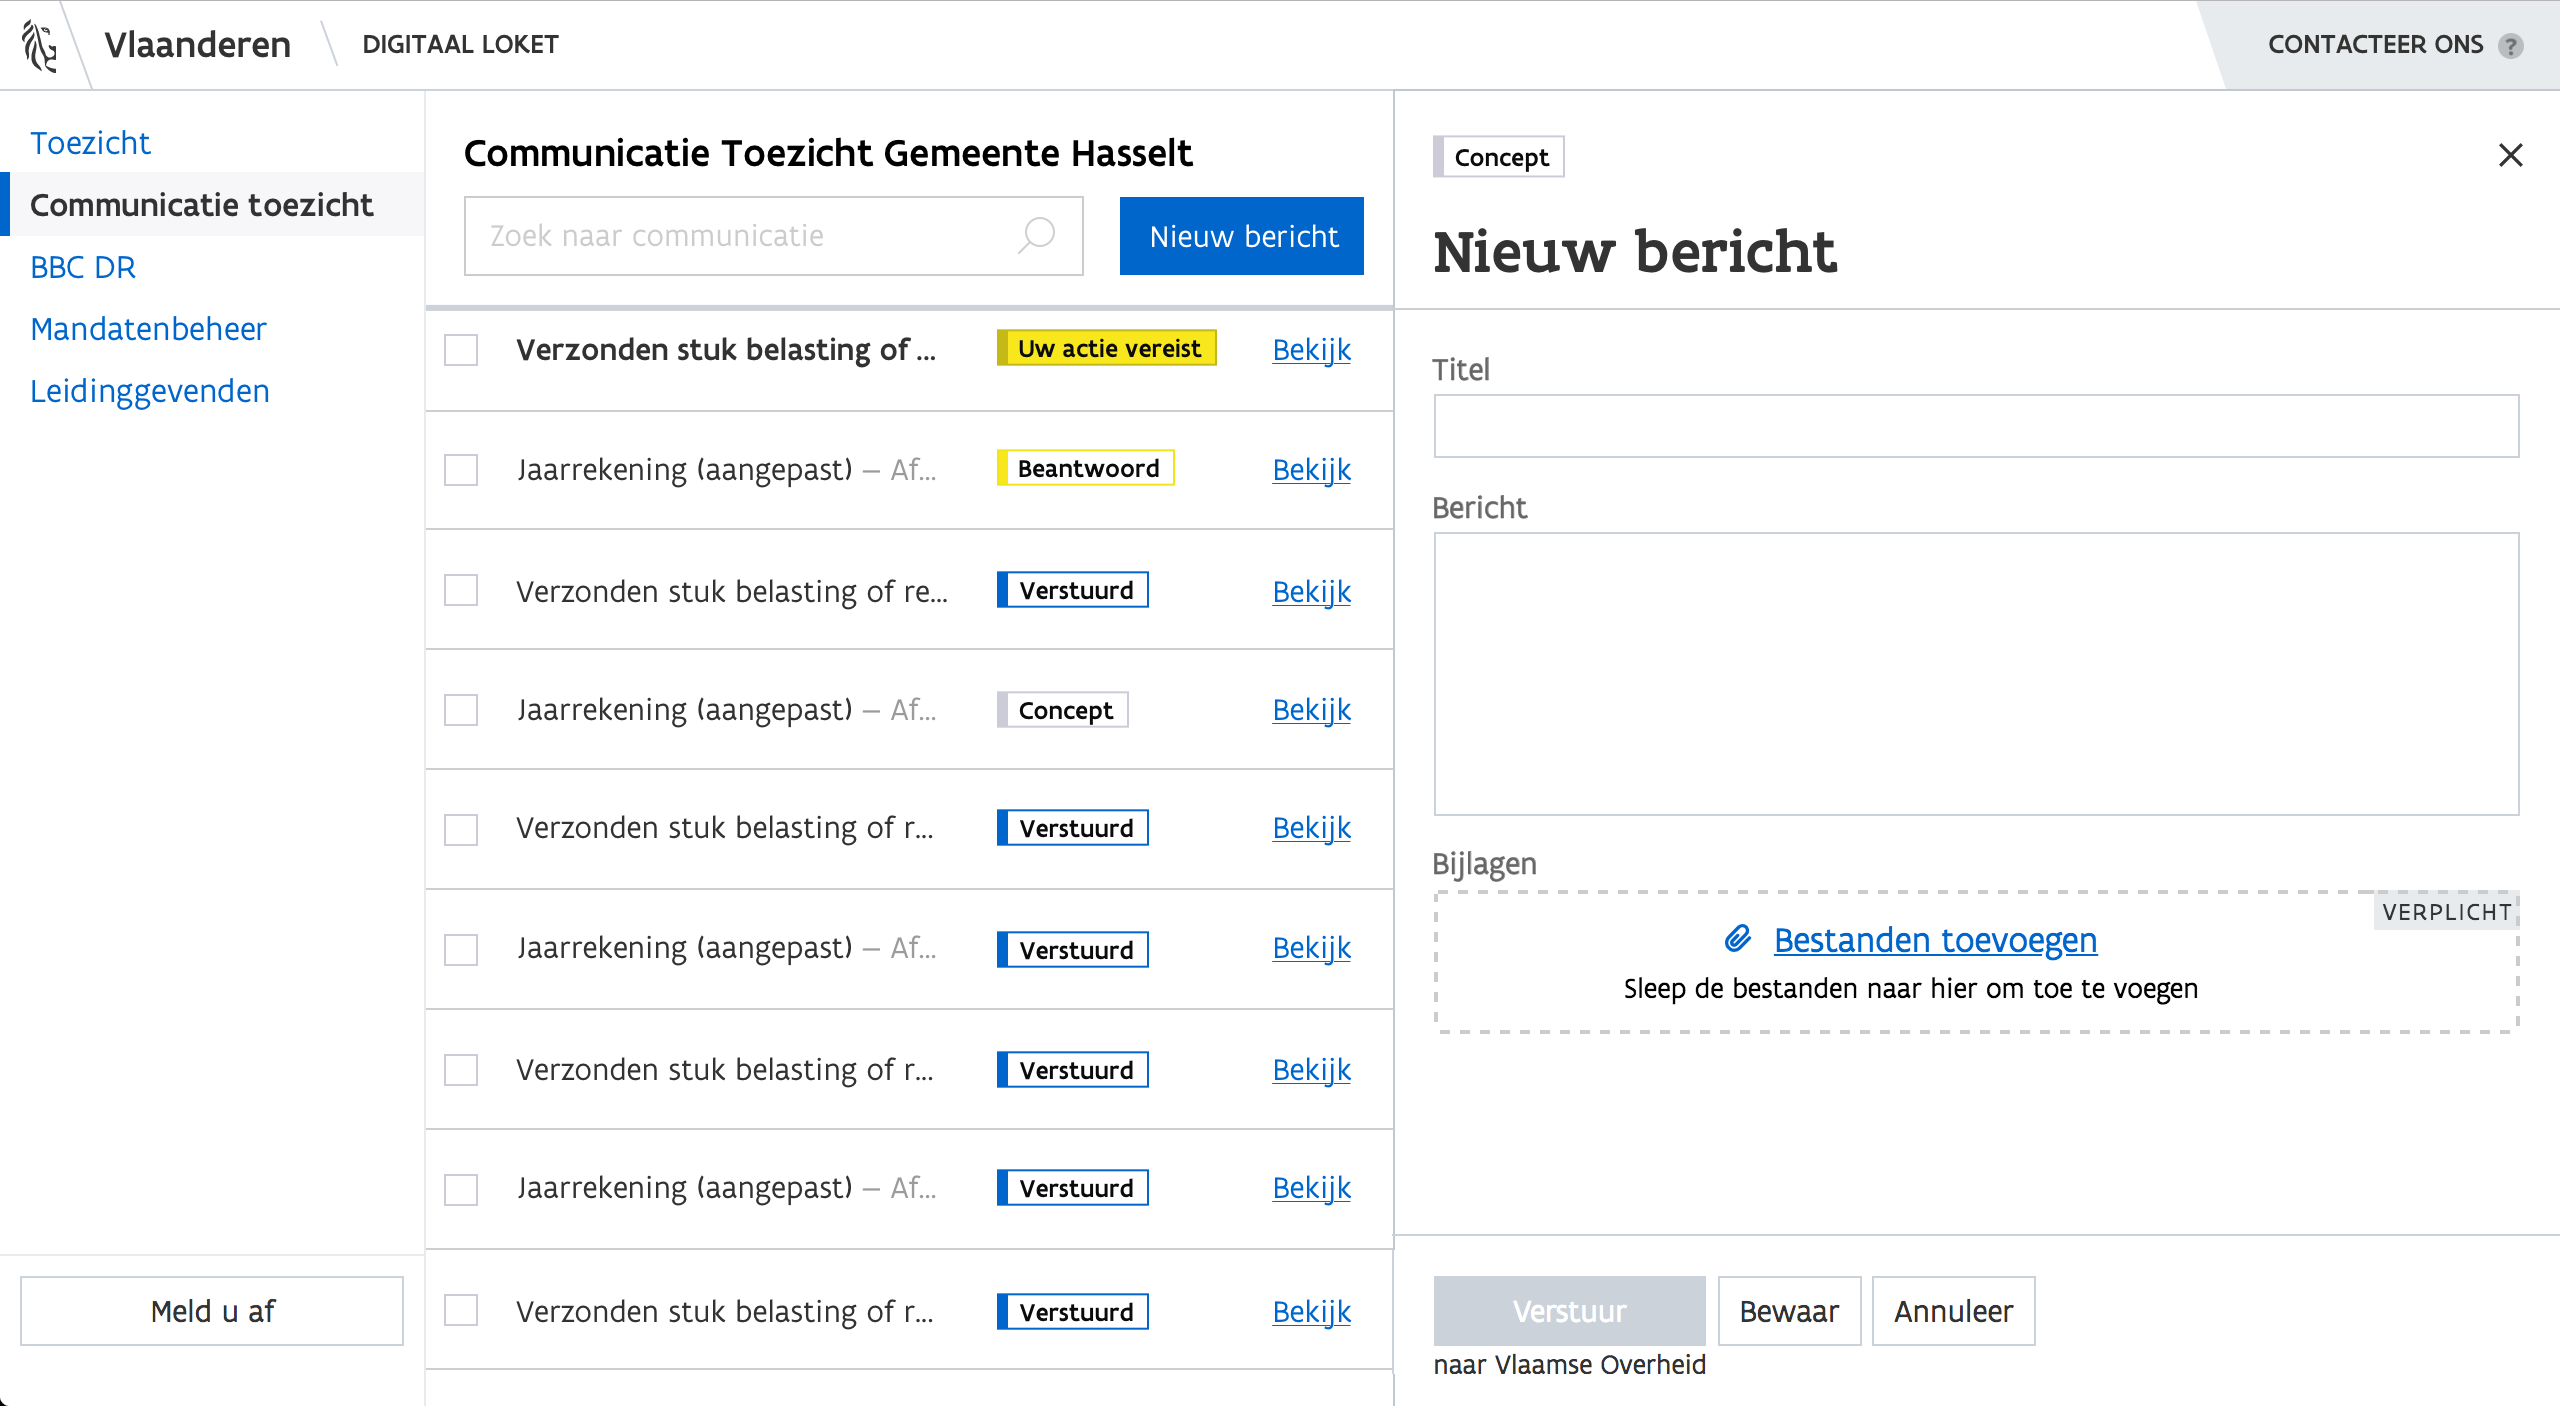 Vlaanderen
DIGITAAL LOKET
CONTACTEER ONS ?
Toezicht
Communicatie toezicht
BBC DR
Mandatenbeheer
Leidinggevenden
Meld u af
Communicatie Toezicht Gemeente Hasselt
Zoek naar communicatie
Nieuw bericht
Verzonden stuk belasting of ... Uw actie vereist Bekijk
Jaarrekening (aangepast) – Af... Beantwoord Bekijk
Verzonden stuk belasting of re... Verstuurd Bekijk
Jaarrekening (aangepast) – Af... Concept Bekijk
Verzonden stuk belasting of r... Verstuurd Bekijk
Jaarrekening (aangepast) – Af... Verstuurd Bekijk
Verzonden stuk belasting of r... Verstuurd Bekijk
Jaarrekening (aangepast) – Af... Verstuurd Bekijk
Verzonden stuk belasting of r... Verstuurd Bekijk
Concept
Nieuw bericht
Titel
Bericht
Bijlagen
VERPLICHT
Bestanden toevoegen
Sleep de bestanden naar hier om toe te voegen
Verstuur Bewaar Annuleer
naar Vlaamse Overheid